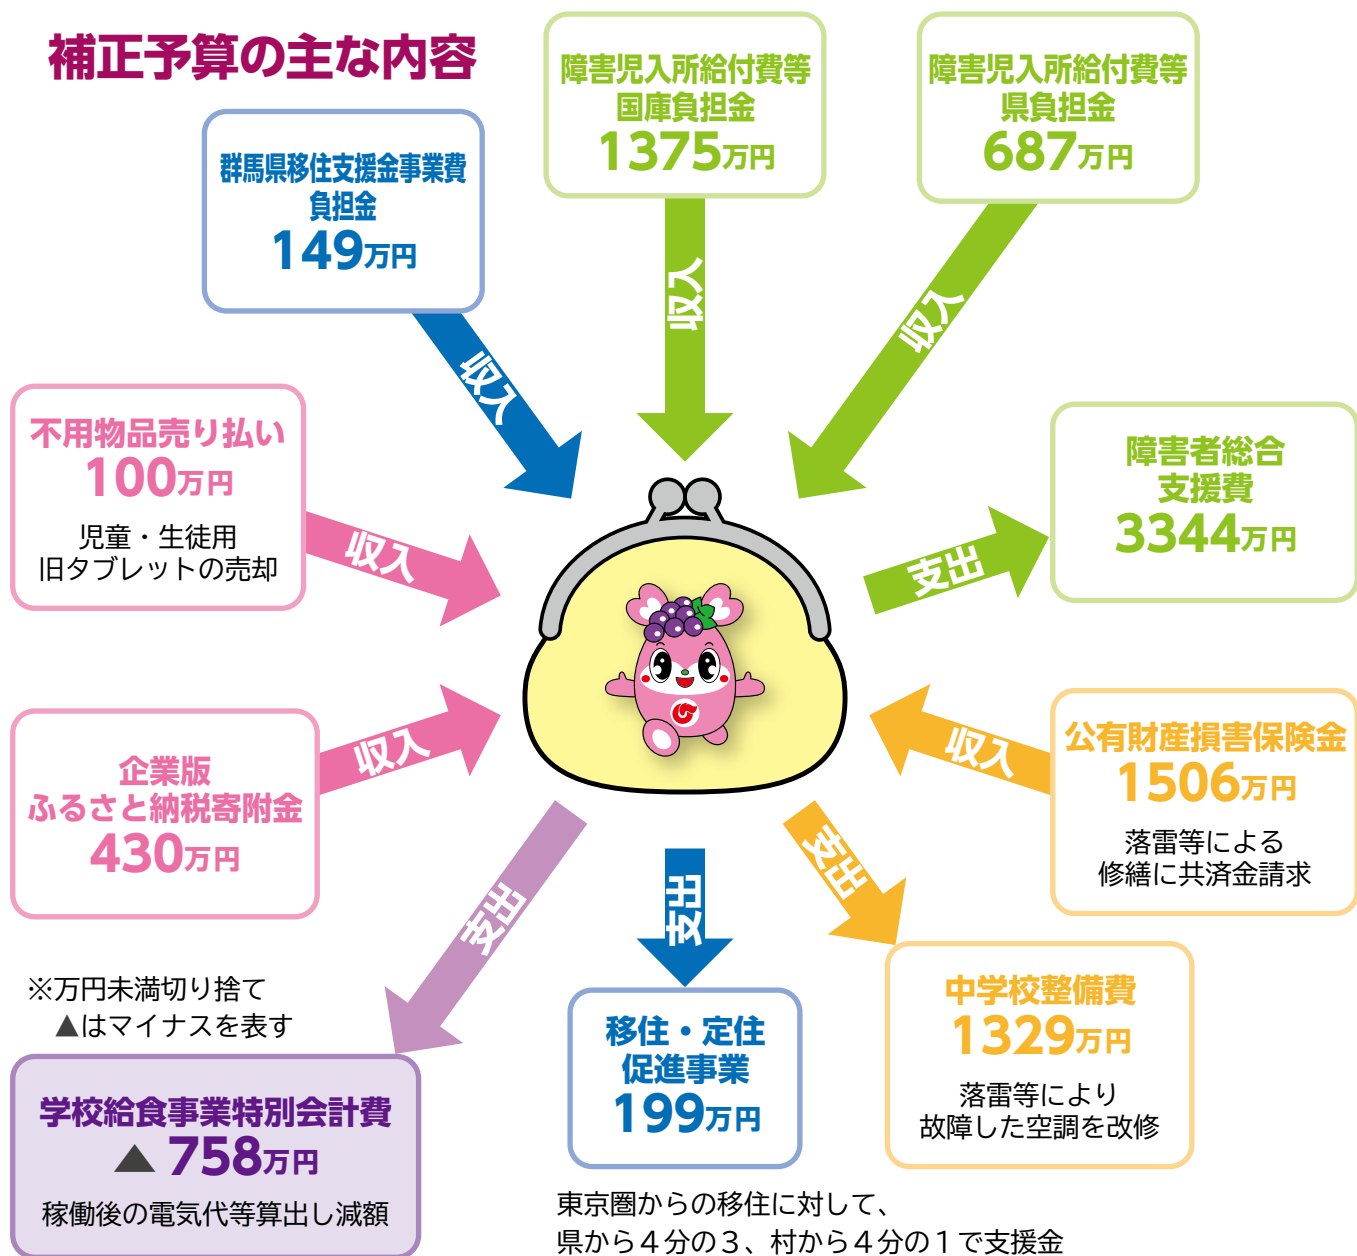 補正予算の主な内容
障害児入所給付費等
国庫負担金
1375万円
障害児入所給付費等
県負担金
687万円
群馬県移住支援金事業費
負担金
149万円
収入
収入
収入
不用物品売り払い
100万円
児童・生徒用
旧タブレットの売却
収入
障害者総合
支援費
3344万円
支出
企業版
ふるさと納税寄附金
430万円
収入
公有財産損害保険金
1506万円
落雷等による
修繕に共済金請求
収入
支出
支出
支出
※万円未満切り捨て
▲はマイナスを表す
学校給食事業特別会計費
▲ 758万円
稼働後の電気代等算出し減額
移住・定住
促進事業
199万円
東京圏からの移住に対して、
県から４分の３、村から４分の１で支援金
中学校整備費
1329万円
落雷等により
故障した空調を改修